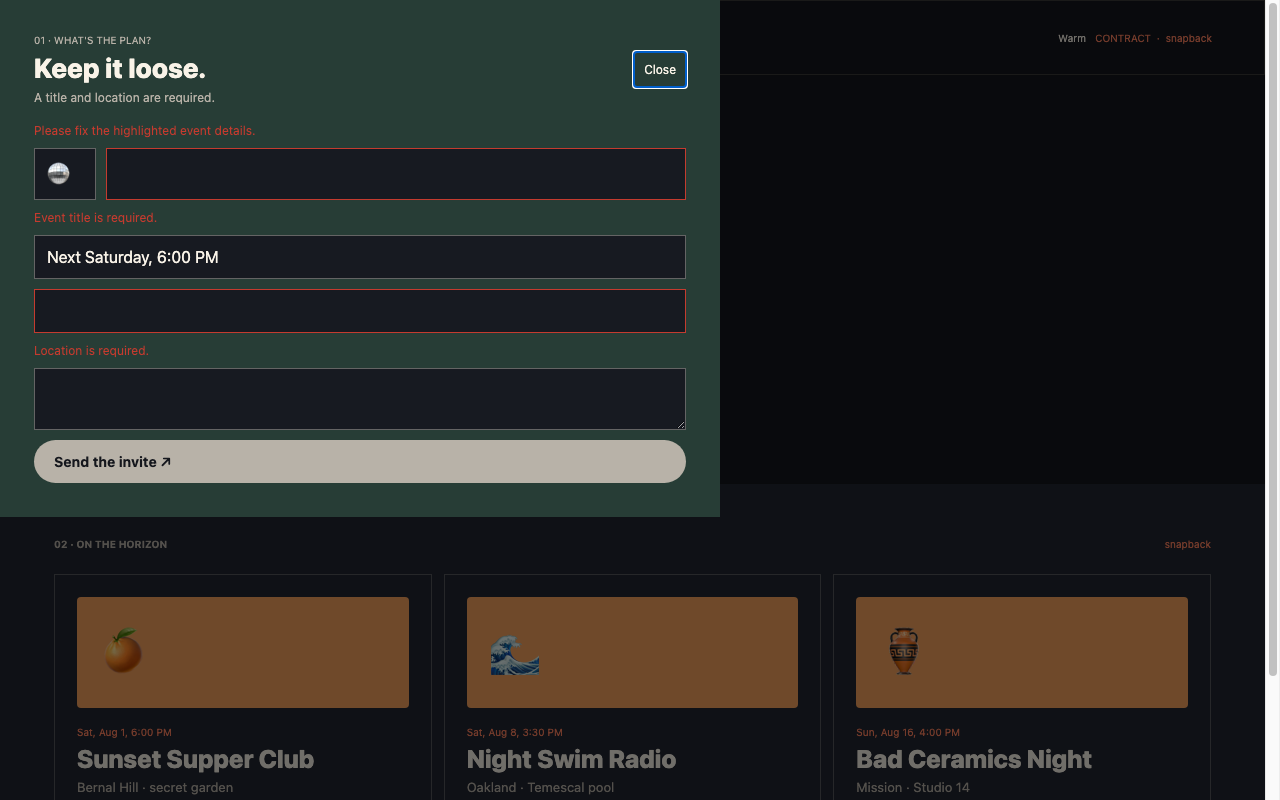 01 · WHAT'S THE PLAN?
Keep it loose.
A title and location are required.
Close
Warm CONTRACT · snapback
Please fix the highlighted event details.
Event title is required.
Next Saturday, 6:00 PM
Location is required.
Send the invite ↗
02 · ON THE HORIZON
snapback
Sat, Aug 1, 6:00 PM
Sunset Supper Club
Bernal Hill · secret garden
Sat, Aug 8, 3:30 PM
Night Swim Radio
Oakland · Temescal pool
Sun, Aug 16, 4:00 PM
Bad Ceramics Night
Mission · Studio 14